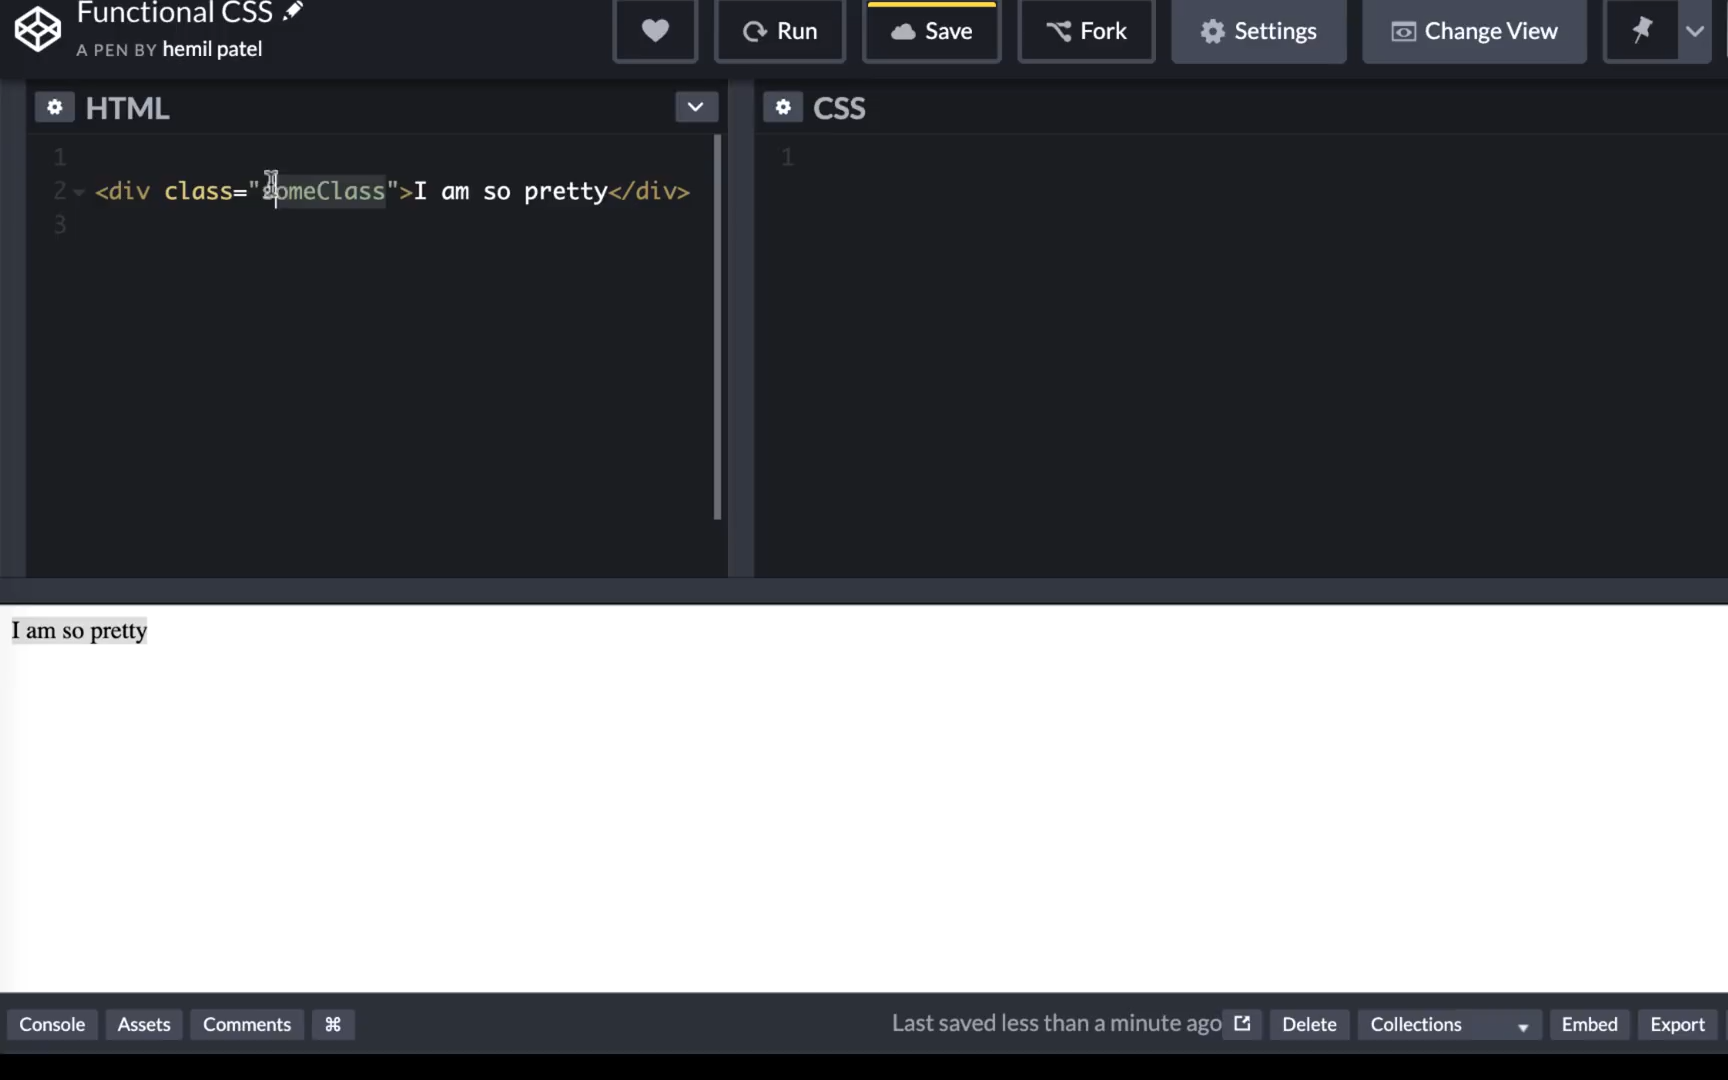 Functional CSS
A PEN BY hemil patel
Run
Save
Fork
Settings
Change View
HTML
CSS
1
2 <div class="someClass">I am so pretty</div>
3
1
I am so pretty
Console Assets Comments ⌘
Last saved less than a minute ago
Delete Collections Embed Export